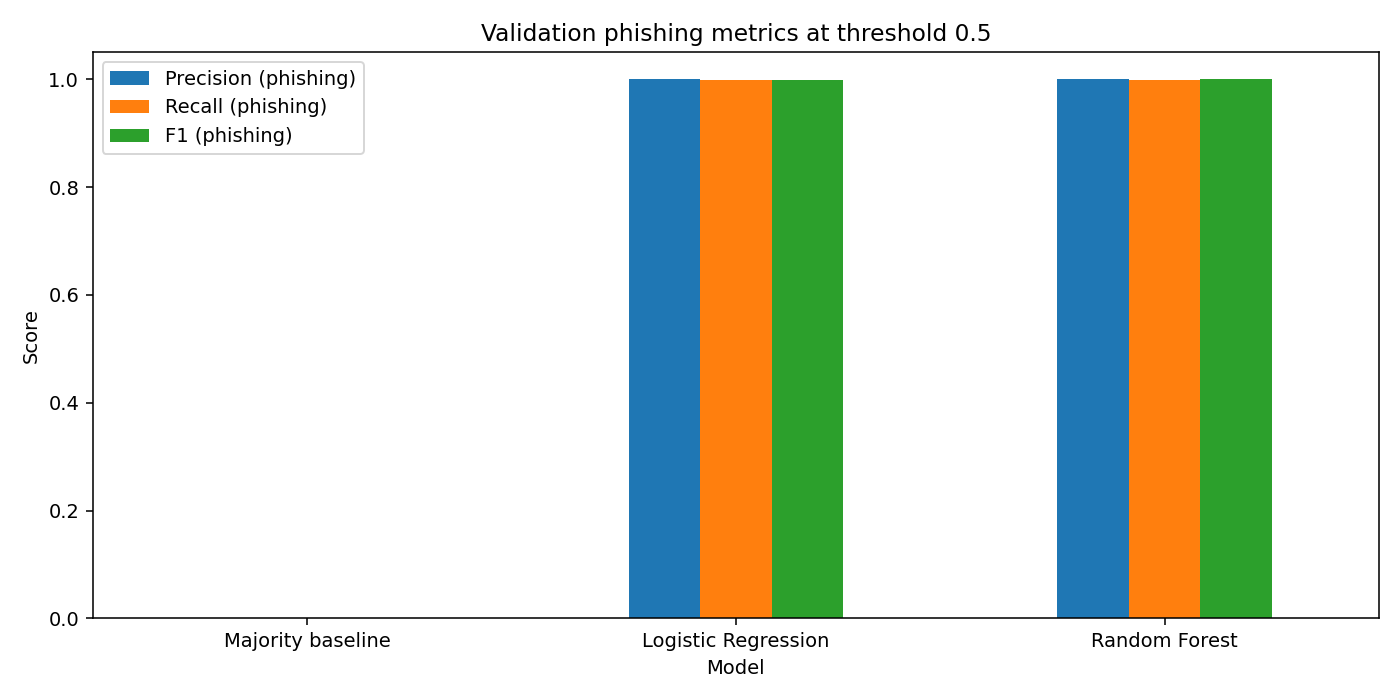 Validation phishing metrics at threshold 0.5
Precision (phishing)
Recall (phishing)
F1 (phishing)
1.0
0.8
0.6
0.4
0.2
0.0
Score
Majority baseline
Logistic Regression
Random Forest
Model